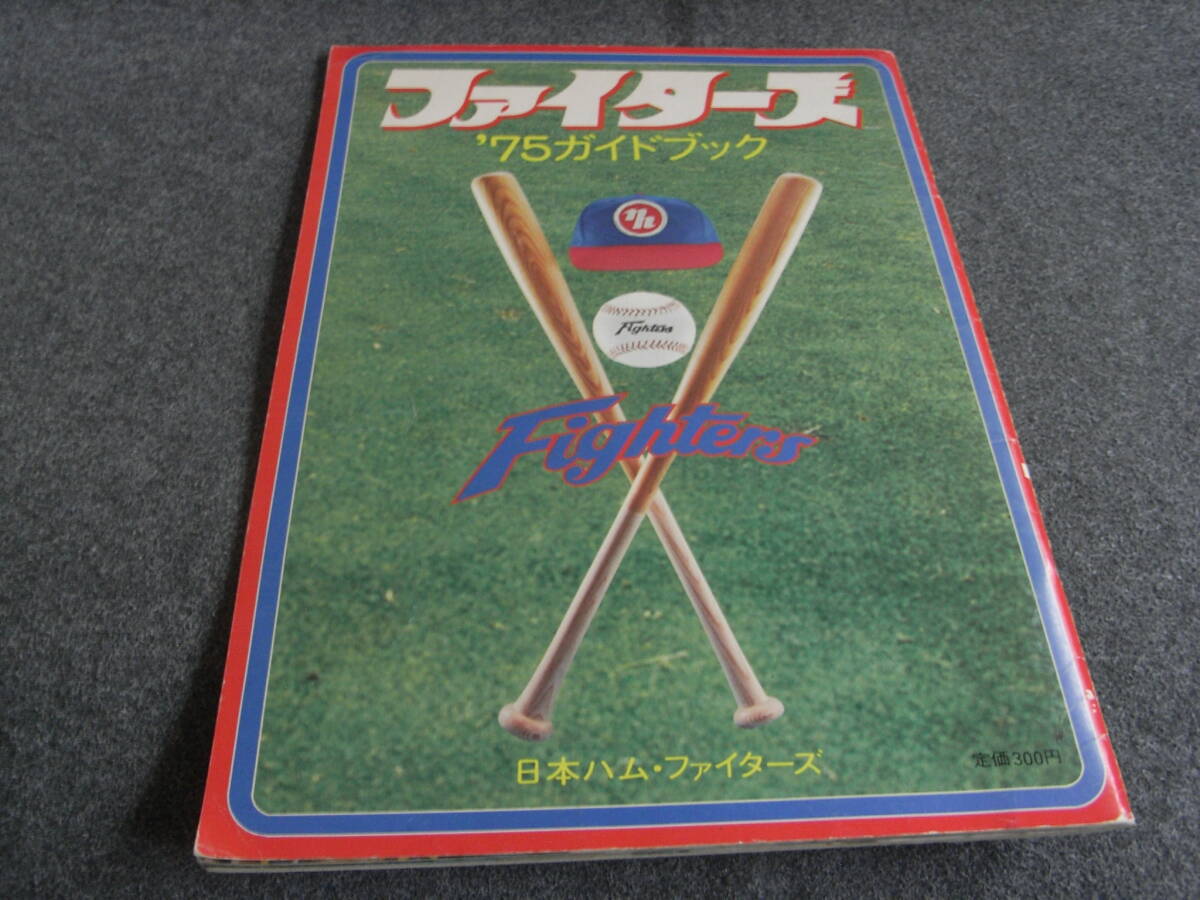 ファイターズ
'75ガイドブック
nh
Fighters
Fighters
日本ハム・ファイターズ
定価300円